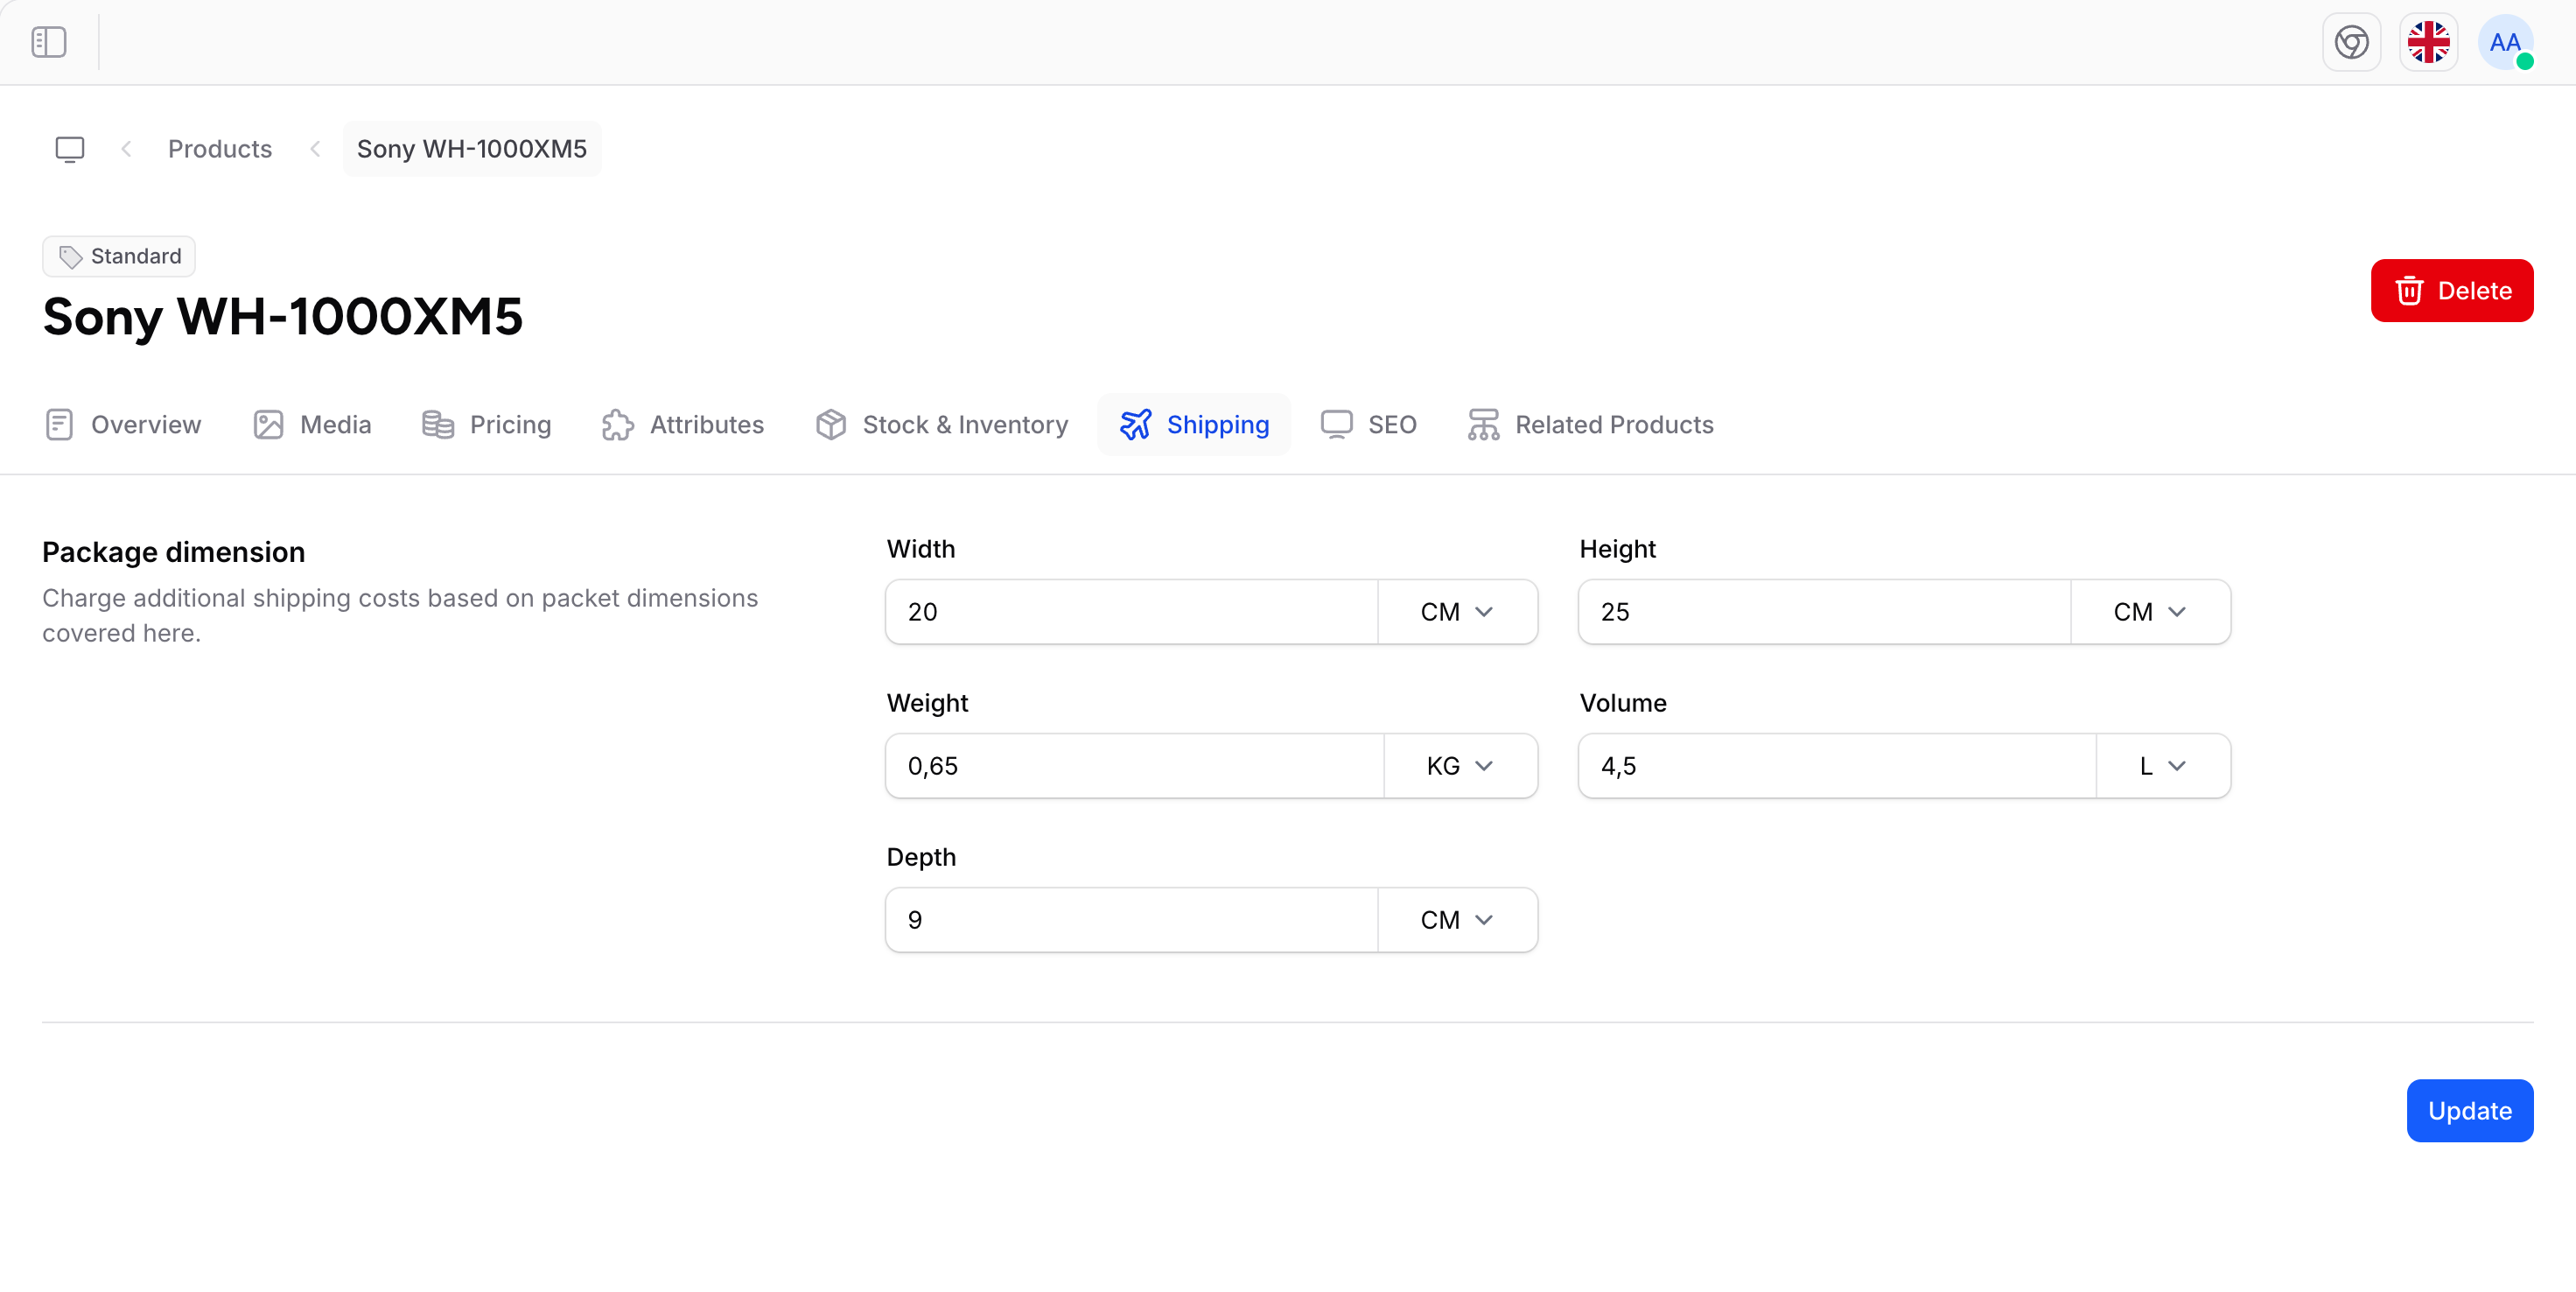 AA
Products
Sony WH-1000XM5
Standard
Sony WH-1000XM5
Delete
Overview
Media
Pricing
Attributes
Stock & Inventory
Shipping
SEO
Related Products
Package dimension
Charge additional shipping costs based on packet dimensions
covered here.
Width
Height
20
CM
25
CM
Weight
Volume
0,65
KG
4,5
L
Depth
9
CM
Update